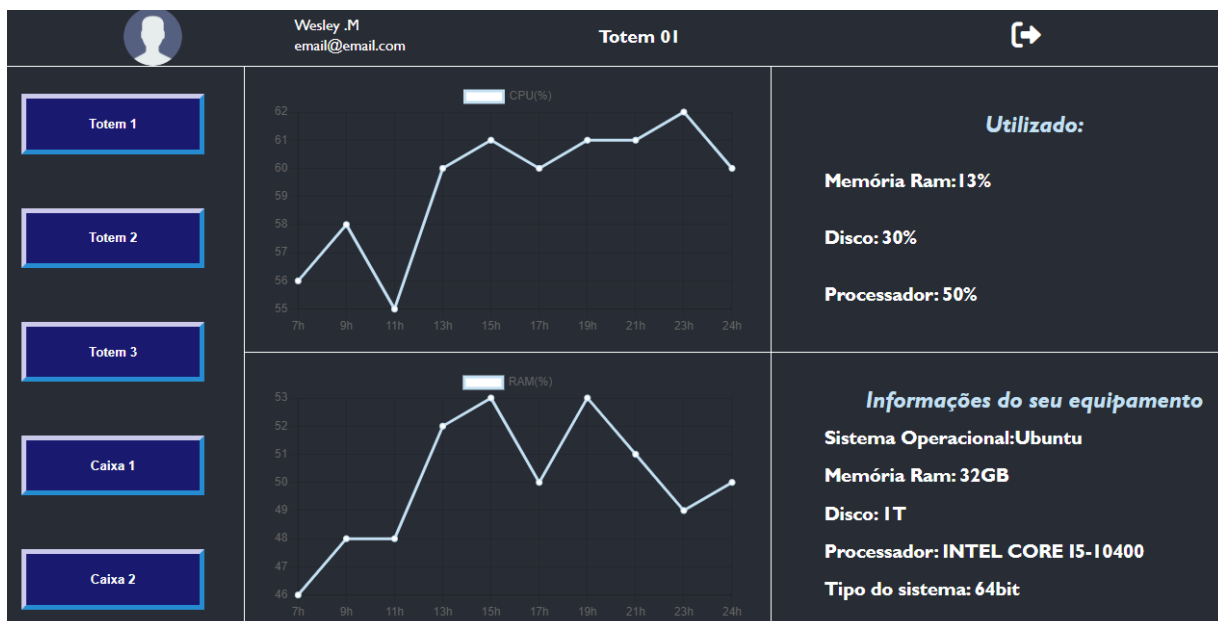 Wesley .M
email@email.com
Totem 01
Totem 1
Totem 2
Totem 3
Caixa 1
Caixa 2
CPU(%)
62
61
60
59
58
57
56
55
7h 9h 11h 13h 15h 17h 19h 21h 23h 24h
RAM(%)
53
52
51
50
49
48
47
46
7h 9h 11h 13h 15h 17h 19h 21h 23h 24h
Utilizado:
Memória Ram:13%
Disco: 30%
Processador: 50%
Informações do seu equipamento
Sistema Operacional:Ubuntu
Memória Ram: 32GB
Disco: 1T
Processador: INTEL CORE I5-10400
Tipo do sistema: 64bit